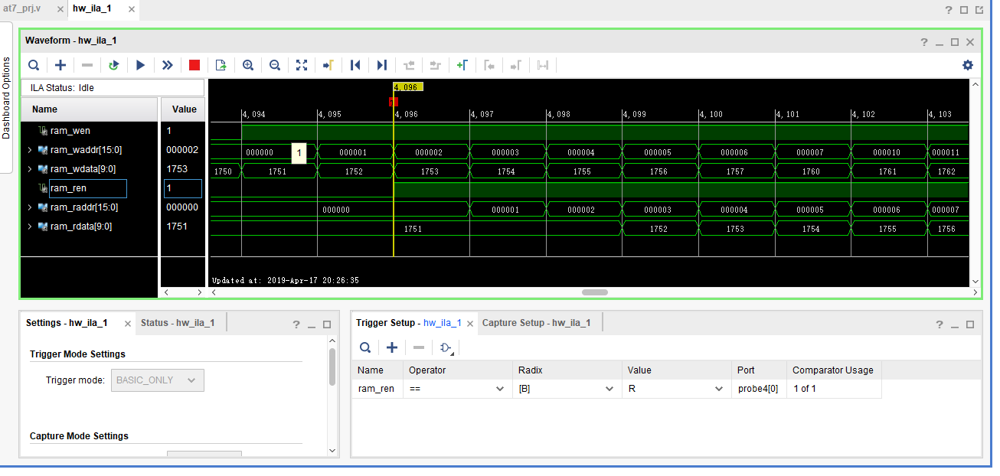 at7_prj.v × hw_ila_1 × ?
Dashboard Options
Waveform - hw_ila_1 ?
ILA Status: Idle
Name Value
4,096
4,094 4,095 4,096 4,097 4,098 4,099 4,100 4,101 4,102 4,103
ram_wen 1
ram_waddr[15:0] 000002 000000 1 000001 000002 000003 000004 000005 000006 000007 000010 000011
ram_wdata[9:0] 1753 1750 1751 1752 1753 1754 1755 1756 1757 1760 1761 1762
ram_ren 1
ram_raddr[15:0] 000000 000000 000001 000002 000003 000004 000005 000006 000007
ram_rdata[9:0] 1751 1751 1752 1753 1754 1755 1756
Updated at: 2019-Apr-17 20:26:35
Settings - hw_ila_1 × Status - hw_ila_1 ?
Trigger Mode Settings
Trigger mode: BASIC_ONLY
Capture Mode Settings
Trigger Setup - hw_ila_1 × Capture Setup - hw_ila_1 ?
Name Operator Radix Value Port Comparator Usage
ram_ren == [B] R probe4[0] 1 of 1